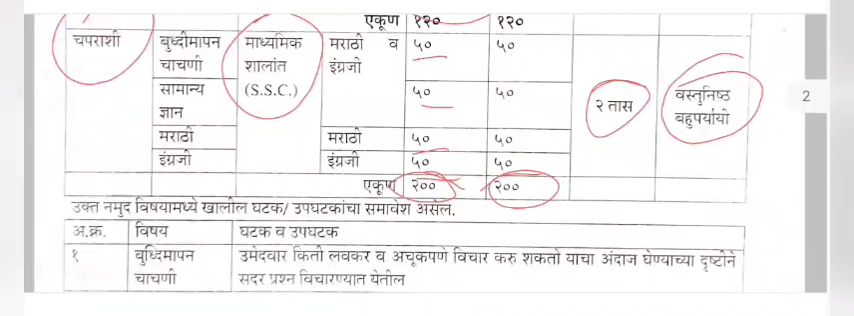 एकूण १२० १२०
चपराशी बुध्दीमापन माध्यमिक मराठी व ५० ५०
चाचणी शालांत इंग्रजी
सामान्य (S.S.C.) ५० ५० २ तास वस्तुनिष्ठ
ज्ञान बहुपर्यायी
मराठी मराठी ५० ५०
इंग्रजी इंग्रजी ५० ५०
एकूण २०० २००
उक्त नमुद विषयामध्ये खालील घटक/ उपघटकांचा समावेश असेल.
अ.क्र. विषय घटक व उपघटक
१ बुध्दिमापन उमेदवार किती लवकर व अचूकपणे विचार करु शकतो याचा अंदाज घेण्याच्या दृष्टीने
चाचणी सदर प्रश्न विचारण्यात येतील
2